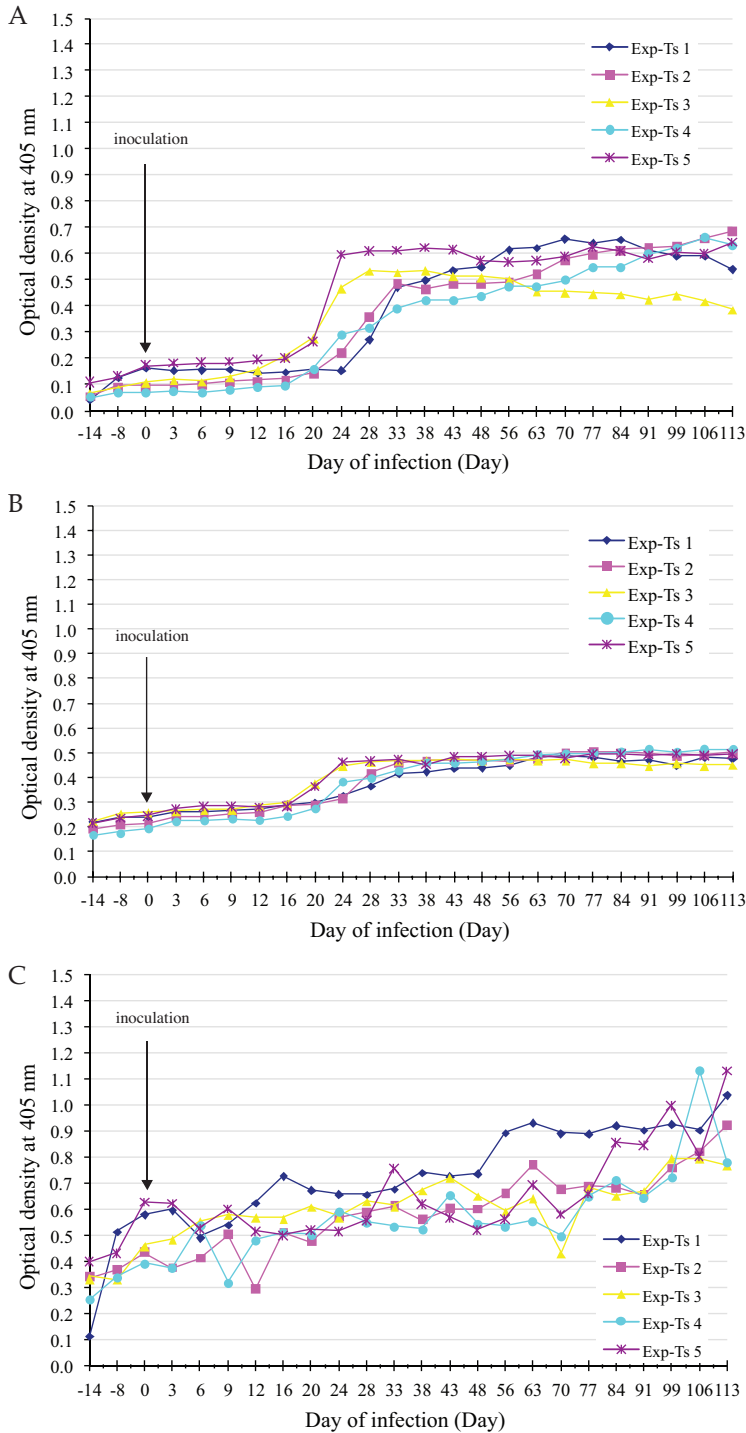 A
1.5
1.4
1.3
1.2
1.1
1.0
0.9
0.8
0.7
0.6
0.5
0.4
0.3
0.2
0.1
0.0
Optical density at 405 nm
inoculation
Exp-Ts 1
Exp-Ts 2
Exp-Ts 3
Exp-Ts 4
Exp-Ts 5
-14 -8 0 3 6 9 12 16 20 24 28 33 38 43 48 56 63 70 77 84 91 99 106 113
Day of infection (Day)
B
1.5
1.4
1.3
1.2
1.1
1.0
0.9
0.8
0.7
0.6
0.5
0.4
0.3
0.2
0.1
0.0
Optical density at 405 nm
inoculation
Exp-Ts 1
Exp-Ts 2
Exp-Ts 3
Exp-Ts 4
Exp-Ts 5
-14 -8 0 3 6 9 12 16 20 24 28 33 38 43 48 56 63 70 77 84 91 99 106 113
Day of infection (Day)
C
1.5
1.4
1.3
1.2
1.1
1.0
0.9
0.8
0.7
0.6
0.5
0.4
0.3
0.2
0.1
0.0
Optical density at 405 nm
inoculation
Exp-Ts 1
Exp-Ts 2
Exp-Ts 3
Exp-Ts 4
Exp-Ts 5
-14 -8 0 3 6 9 12 16 20 24 28 33 38 43 48 56 63 70 77 84 91 99 106 113
Day of infection (Day)